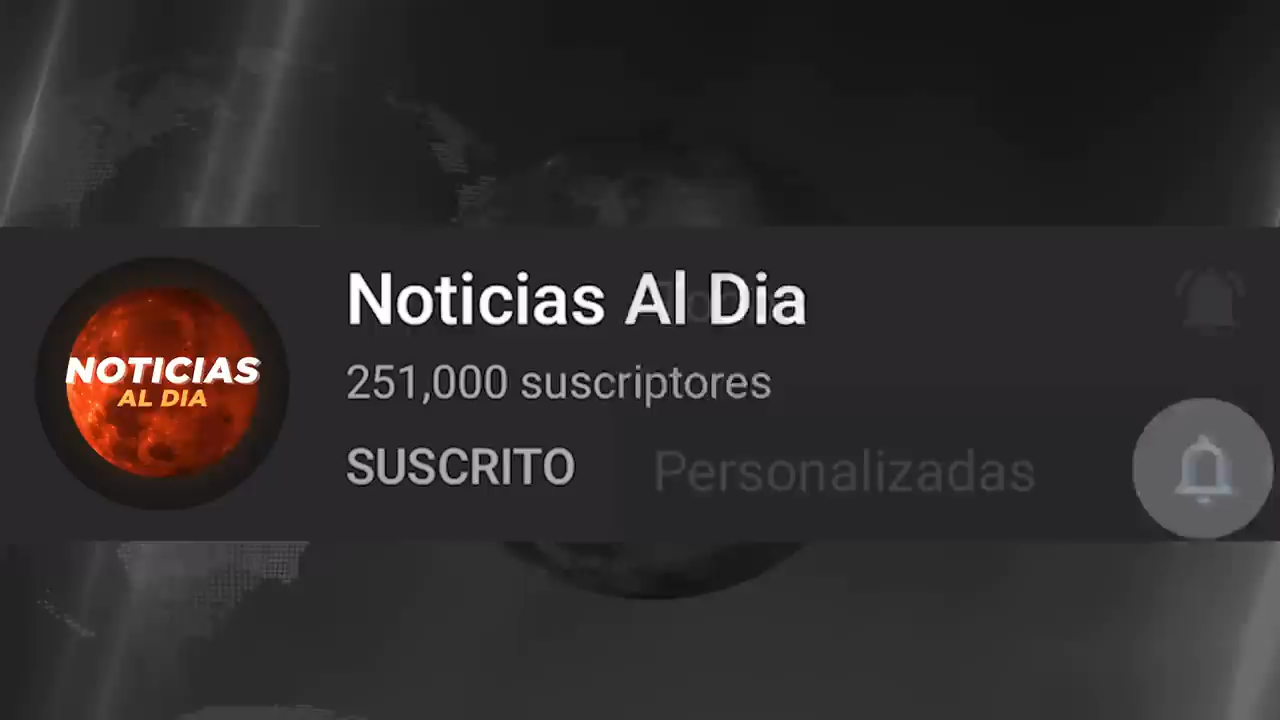 NOTICIAS
AL DIA
Noticias Al Dia
251,000 suscriptores
SUSCRITO
Personalizadas